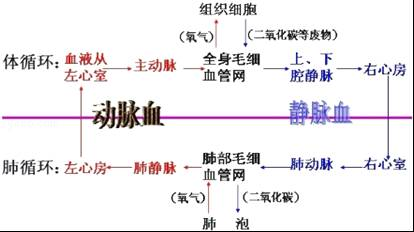 组织细胞
（氧气）
（二氧化碳等废物）
体循环：
血液从
左心室
主动脉
全身毛细
血管网
上、下
腔静脉
右心房
动脉血
静脉血
肺循环：
左心房
肺静脉
肺部毛细
血管网
肺动脉
右心室
（氧气）
（二氧化碳）
肺 泡